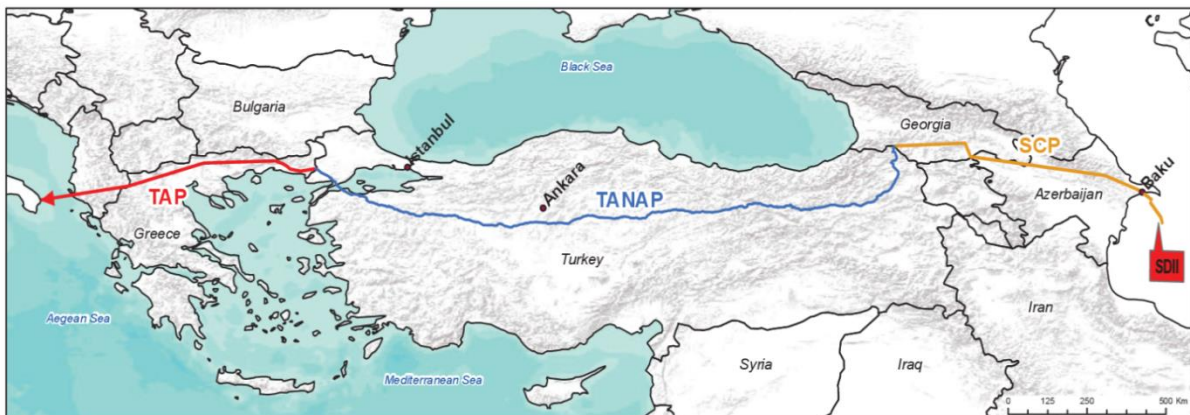 Black Sea
Bulgaria
Georgia
Istanbul
SCP
TAP
Ankara
TANAP
Azerbaijan
Baku
Greece
Turkey
SDII
Iran
Aegean Sea
Mediterranean Sea
Syria
Iraq
0 125 250 500 Km